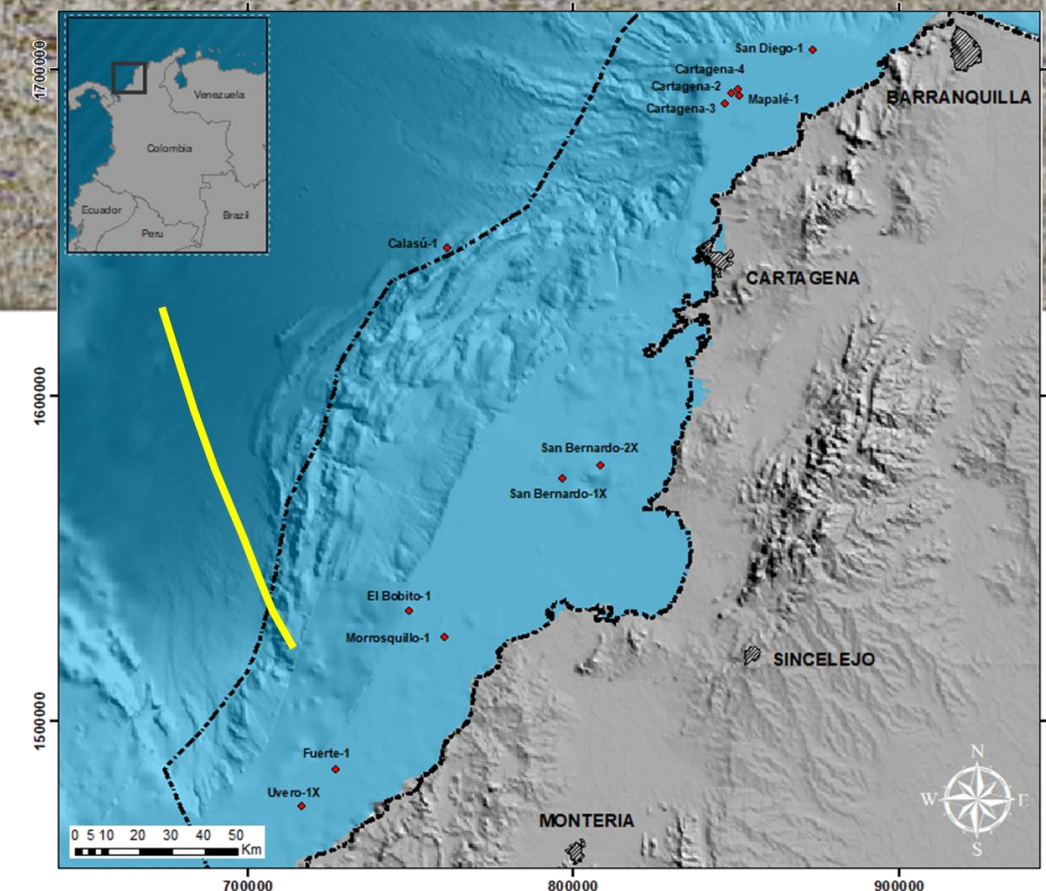 1700000
1600000
1500000
Venezuela
Colombia
Ecuador
Brazil
Peru
San Diego-1
Cartagena-4
Cartagena-2
Mapalé-1
Cartagena-3
BARRANQUILLA
Calasú-1
CARTAGENA
San Bernardo-2X
San Bernardo-1X
El Bobito-1
Morrosquillo-1
SINCELEJO
Fuerte-1
Uvero-1X
MONTERIA
N
W E
S
0 5 10 20 30 40 50
Km
700000 800000 900000